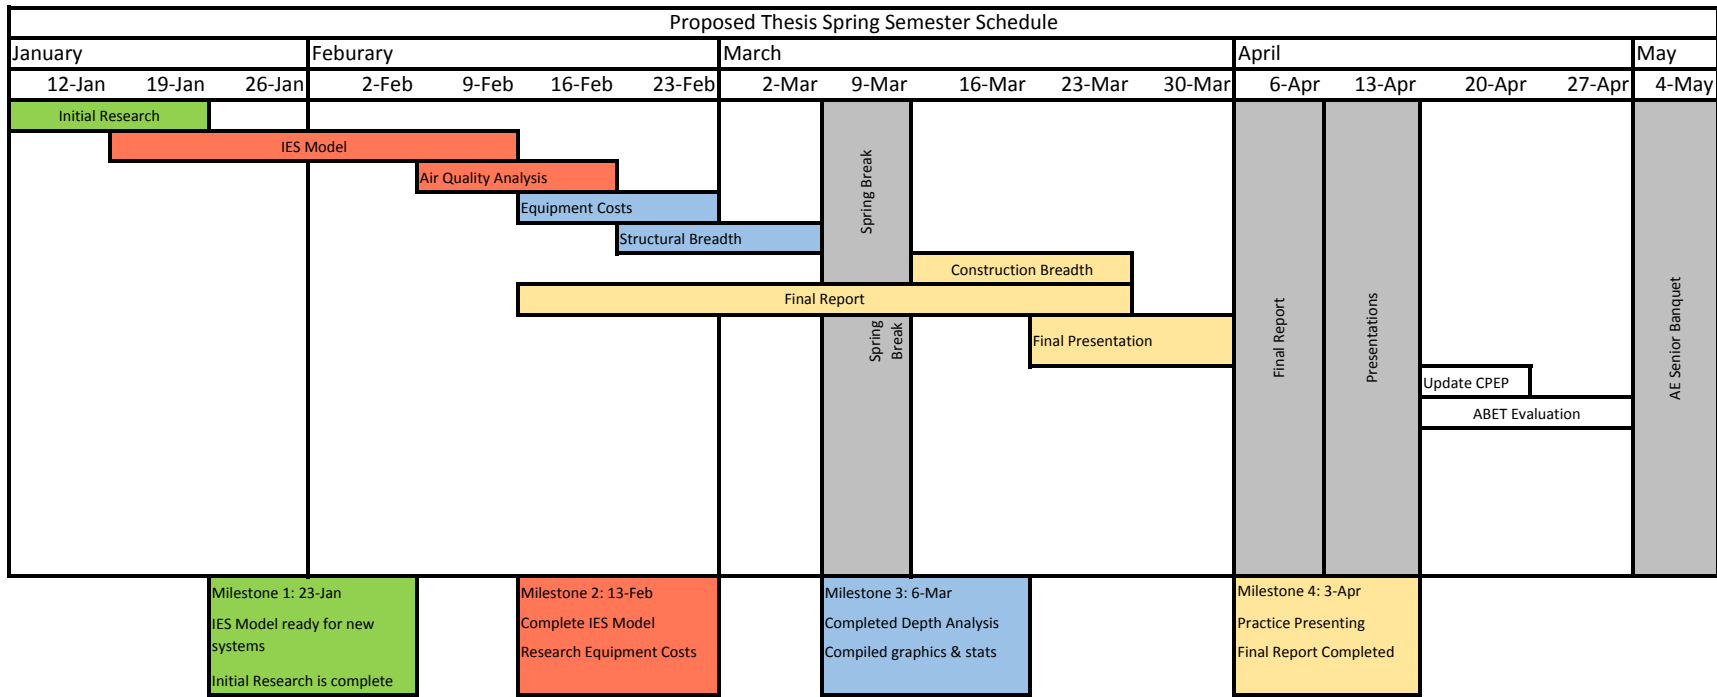 Proposed Thesis Spring Semester Schedule
January Feburary March April May
12-Jan 19-Jan 26-Jan 2-Feb 9-Feb 16-Feb 23-Feb 2-Mar 9-Mar 16-Mar 23-Mar 30-Mar 6-Apr 13-Apr 20-Apr 27-Apr 4-May
Initial Research
IES Model
Air Quality Analysis
Equipment Costs
Structural Breadth
Spring Break
Construction Breadth
Final Report
Spring
Break
Final Presentation
Final Report
Presentations
Update CPEP
ABET Evaluation
AE Senior Banquet
Milestone 1: 23-Jan
IES Model ready for new
systems
Initial Research is complete
Milestone 2: 13-Feb
Complete IES Model
Research Equipment Costs
Milestone 3: 6-Mar
Completed Depth Analysis
Compiled graphics & stats
Milestone 4: 3-Apr
Practice Presenting
Final Report Completed